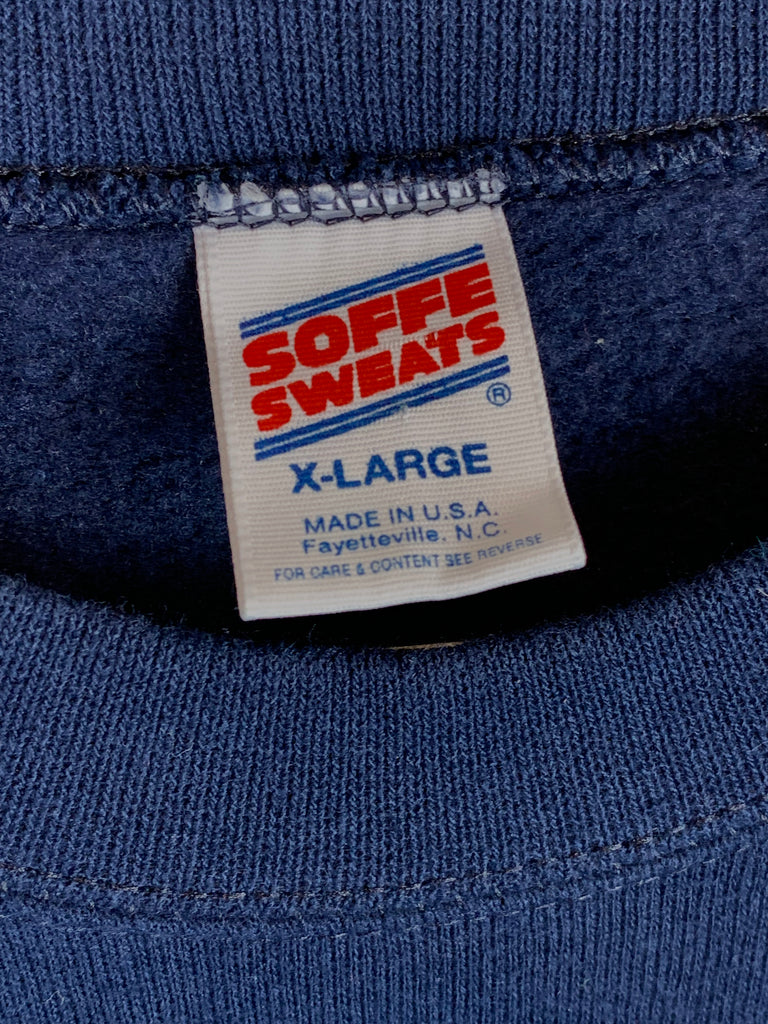 SOFFE
SWEATS
®
X-LARGE
MADE IN U.S.A.
Fayetteville, N.C.
FOR CARE & CONTENT SEE REVERSE